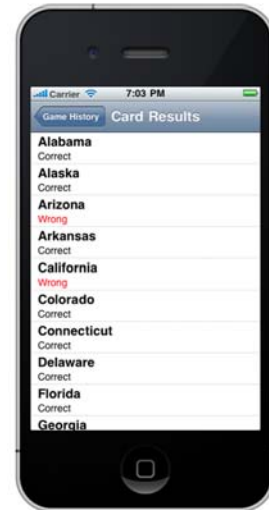 Carrier 7:03 PM
Game History Card Results
Alabama
Correct
Alaska
Correct
Arizona
Wrong
Arkansas
Correct
California
Wrong
Colorado
Correct
Connecticut
Correct
Delaware
Correct
Florida
Correct
Georgia